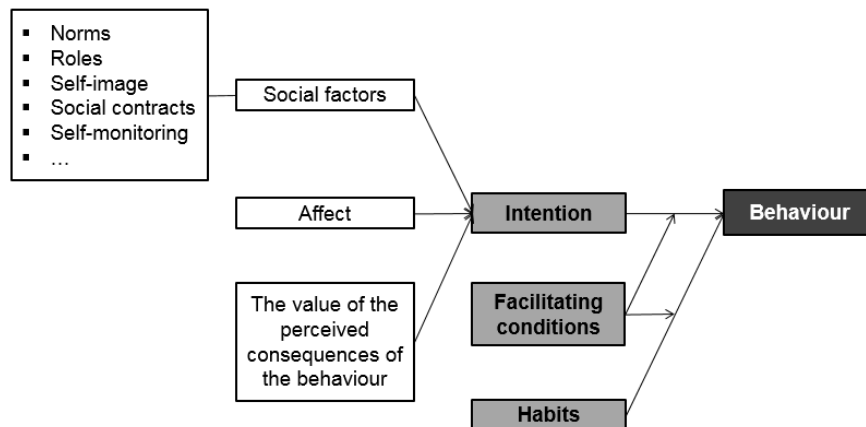 ▪ Norms
▪ Roles
▪ Self-image
▪ Social contracts
▪ Self-monitoring
▪ …
Social factors
Affect
The value of the
perceived
consequences of
the behaviour
Intention
Facilitating
conditions
Habits
Behaviour